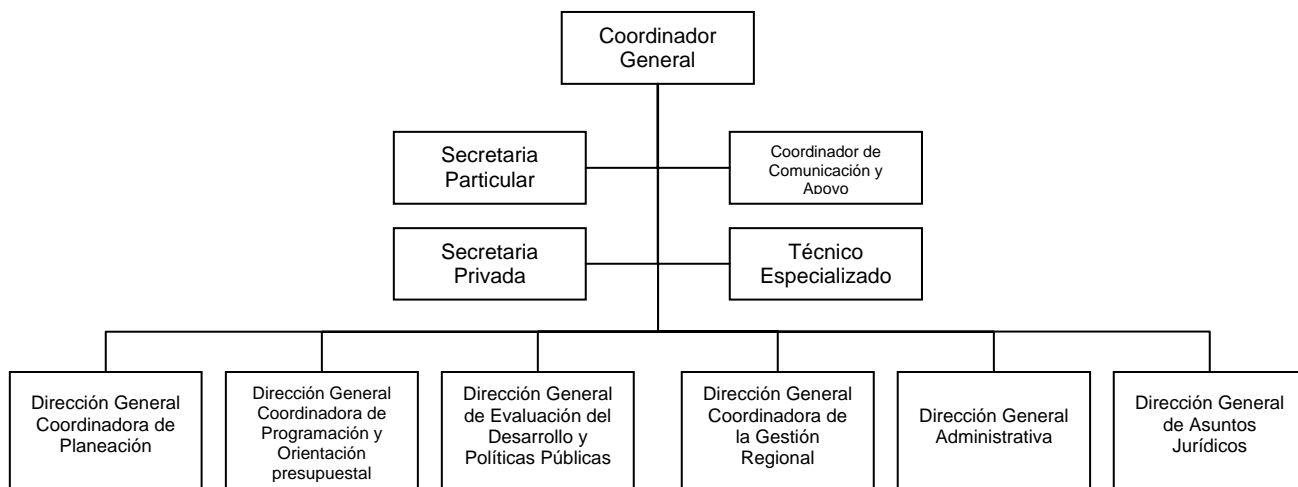 Coordinador
General
Secretaria
Particular
Coordinador de
Comunicación y
Apoyo
Secretaria
Privada
Técnico
Especializado
Dirección General
Coordinadora de
Planeación
Dirección General
Coordinadora de
Programación y
Orientación
presupuestal
Dirección General
de Evaluación del
Desarrollo y
Políticas Públicas
Dirección General
Coordinadora de
la Gestión
Regional
Dirección General
Administrativa
Dirección General
de Asuntos
Jurídicos